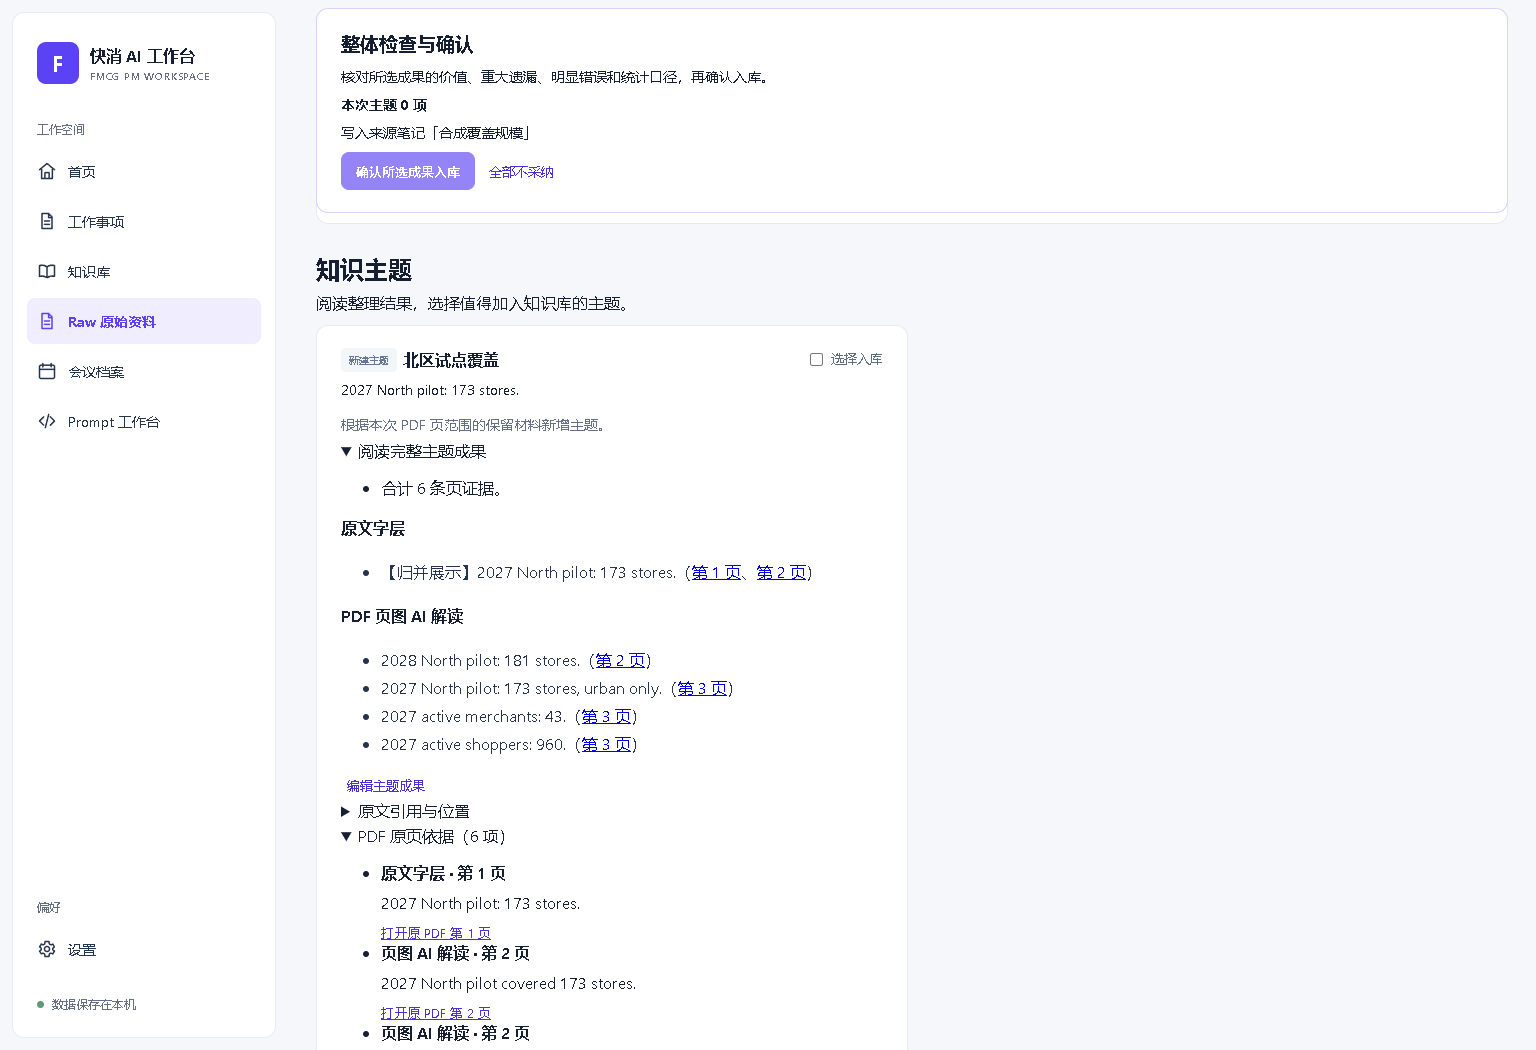 F
快消 AI 工作台
FMCG PM WORKSPACE
工作空间
首页
工作事项
知识库
Raw 原始资料
会议档案
Prompt 工作台
偏好
设置
数据保存在本机
整体检查与确认
核对所选成果的价值、重大遗漏、明显错误和统计口径，再确认入库。
本次主题 0 项
写入来源笔记「合成覆盖规模」
确认所选成果入库 全部不采纳
知识主题
阅读整理结果，选择值得加入知识库的主题。
新建主题 北区试点覆盖 选择入库
2027 North pilot: 173 stores.
根据本次 PDF 页范围的保留材料新增主题。
▼ 阅读完整主题成果
• 合计 6 条页证据。
原文字层
• 【归并展示】2027 North pilot: 173 stores.（第 1 页、第 2 页）
PDF 页图 AI 解读
• 2028 North pilot: 181 stores.（第 2 页）
• 2027 North pilot: 173 stores, urban only.（第 3 页）
• 2027 active merchants: 43.（第 3 页）
• 2027 active shoppers: 960.（第 3 页）
编辑主题成果
▶ 原文引用与位置
▼ PDF 原页依据（6 项）
• 原文字层 · 第 1 页
2027 North pilot: 173 stores.
打开原 PDF 第 1 页
• 页图 AI 解读 · 第 2 页
2027 North pilot covered 173 stores.
打开原 PDF 第 2 页
• 页图 AI 解读 · 第 2 页